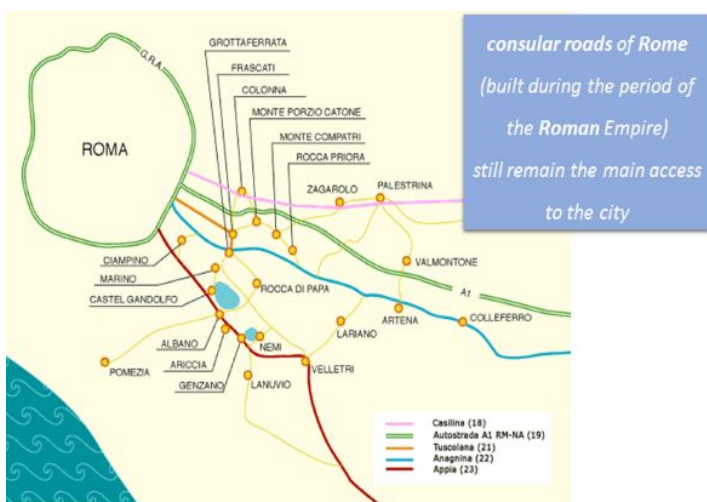 consular roads of Rome
(built during the period of
the Roman Empire)
still remain the main access
to the city
GROTTAFERRATA
FRASCATI
COLONNA
MONTE PORZIO CATONE
MONTE COMPATRI
ROCCA PRIORA
G.R.A.
ROMA
ZAGAROLO
PALESTRINA
CIAMPINO
MARINO
CASTEL GANDOLFO
ROCCA DI PAPA
VALMONTONE
A1
ALBANO
ARICCIA
GENZANO
NEMI
LARIANO
ARTENA
COLLEFERRO
POMEZIA
LANUVIO
VELLETRI
Casilina (18)
Autostrada A1 RM-NA (19)
Tuscolana (21)
Anagnina (22)
Appia (23)